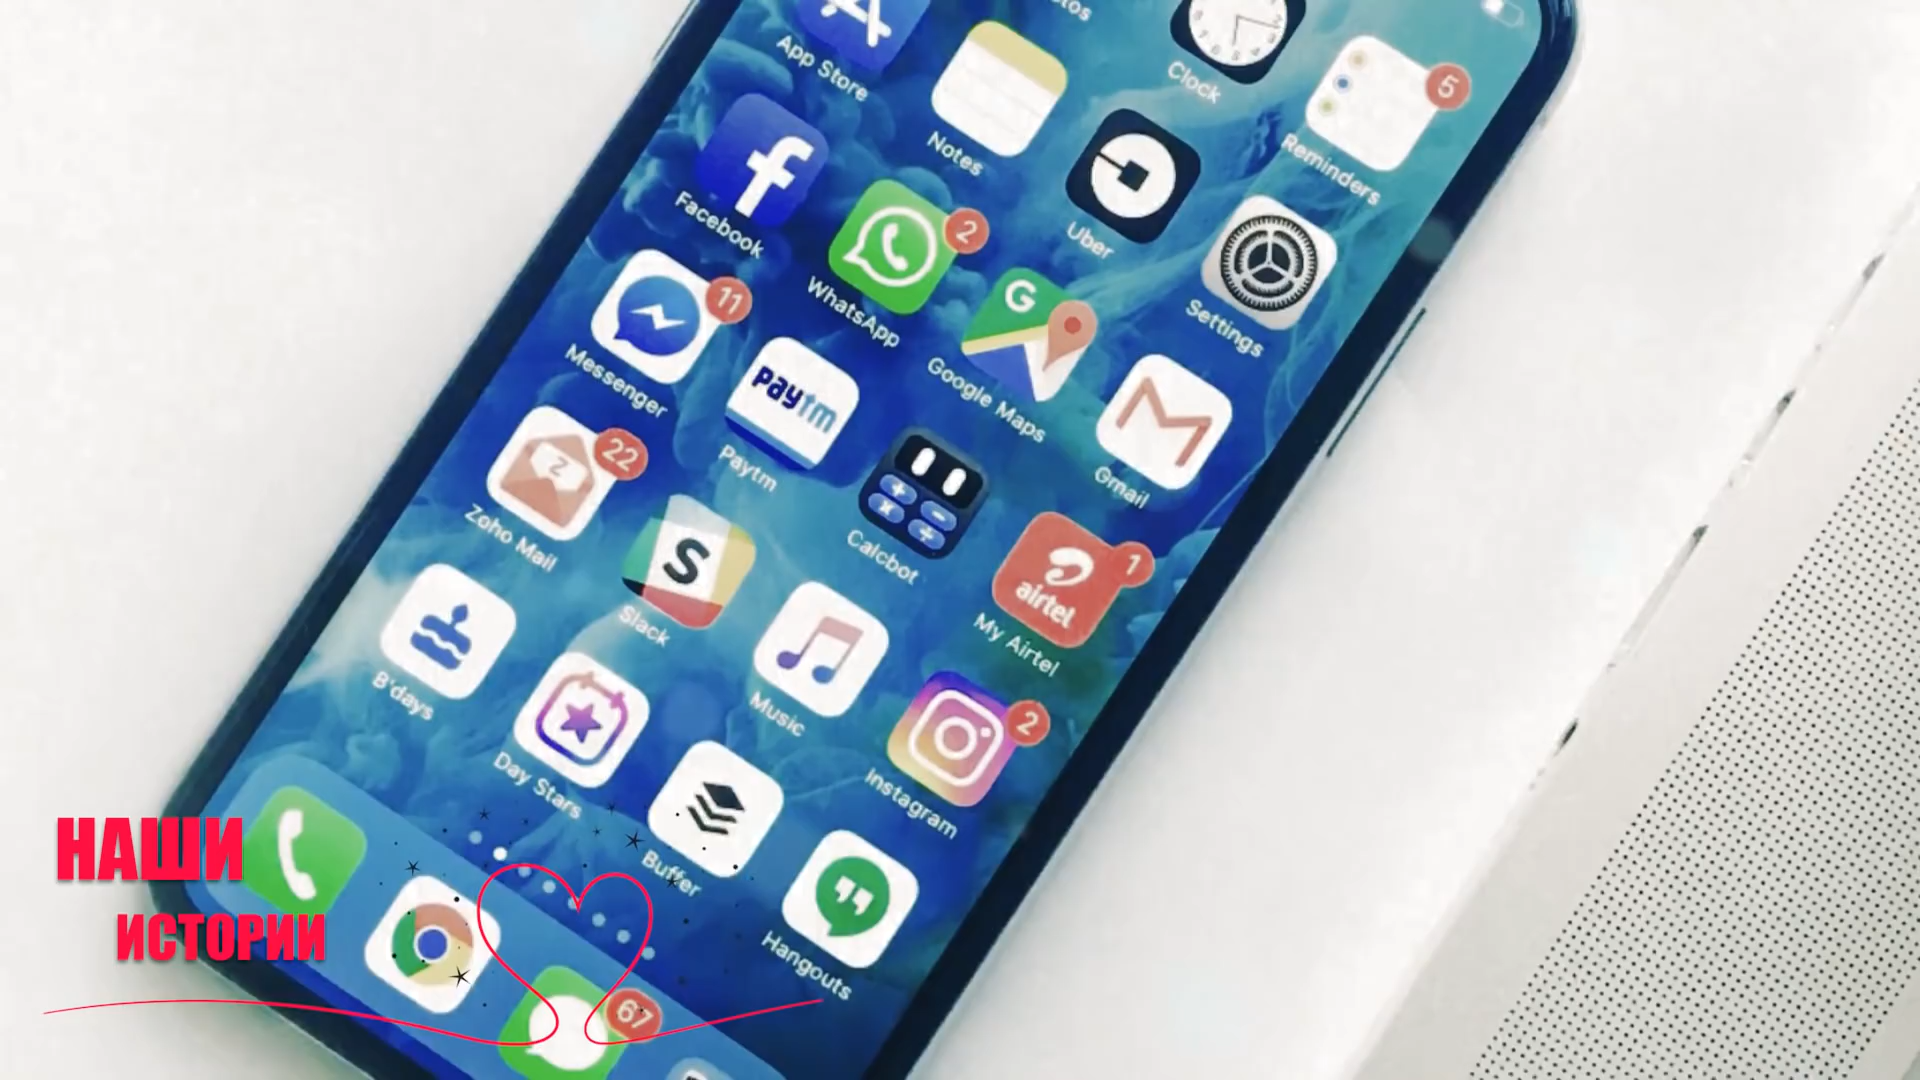 tos
Clock
5
Reminders
App Store
Notes
Uber
Settings
f
Facebook
2
WhatsApp
G
Google Maps
Gmail
11
Messenger
Paytm
Paytm
Calcbot
1
airtel
My Airtel
22
Z
Zoho Mail
S
Slack
Music
2
Instagram
B'days
Day Stars
Buffer
Hangouts
67
НАШИ
ИСТОРИИ